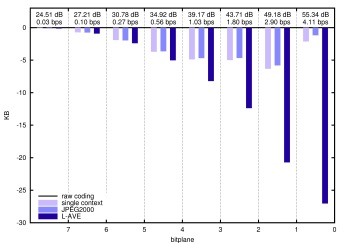 24.51 dB 27.21 dB 30.78 dB 34.92 dB 39.17 dB 43.71 dB 49.18 dB 55.34 dB
0.03 bps 0.10 bps 0.27 bps 0.56 bps 1.03 bps 1.80 bps 2.90 bps 4.11 bps
0
-5
-10
-15
-20
-25
-30
KB
raw coding
single context
JPEG2000
L-AVE
7 6 5 4 3 2 1 0
bitplane